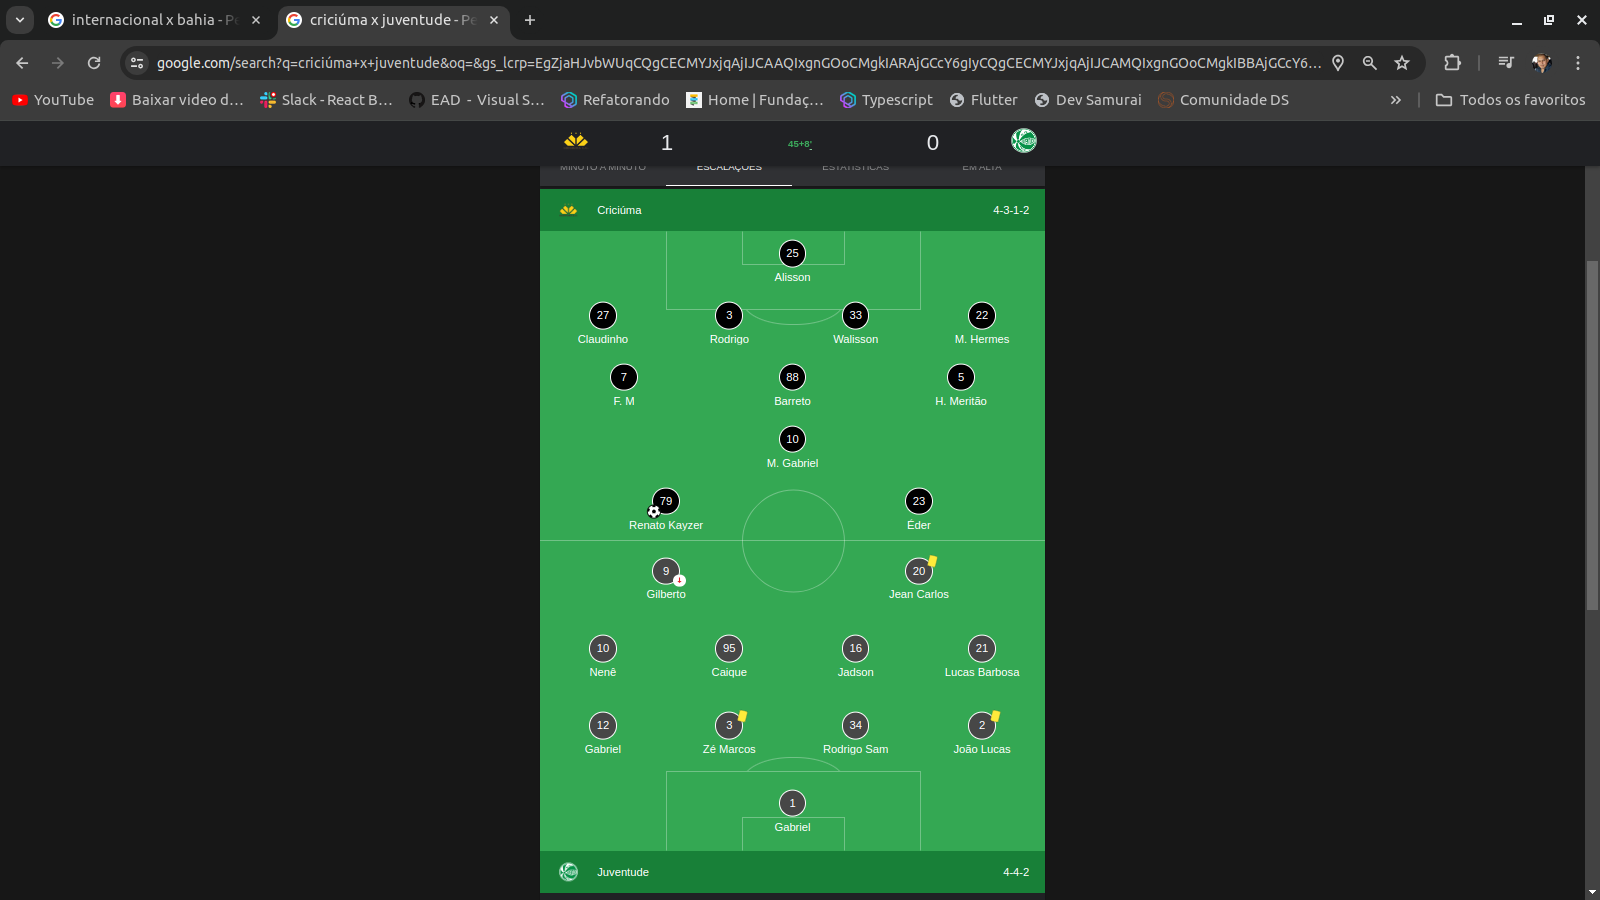 internacional x bahia - Pe
criciúma x juventude - Pe
google.com/search?q=criciúma+x+juventude&oq=&gs_lcrp=EgZjaHJvbWUqCQgCECMYJxjqAjIJCAAQIxgnGOoCMgkIARAjGCcY6gIyCQgCECMYJxjqAjIJCAMQIxgnGOoCMgkIBBAjGCcY6...
YouTube
Baixar video d...
Slack - React B...
EAD - Visual S...
Refatorando
Home | Fundaç...
Typescript
Flutter
Dev Samurai
Comunidade DS
»
Todos os favoritos
1
45+8'
0
MINUTO A MINUTO
ESCALAÇÕES
ESTATÍSTICAS
EM ALTA
Criciúma
4-3-1-2
25
Alisson
27
3
33
22
Claudinho
Rodrigo
Walisson
M. Hermes
7
88
5
F. M
Barreto
H. Meritão
10
M. Gabriel
79
23
Renato Kayzer
Éder
9
20
Gilberto
Jean Carlos
10
95
16
21
Nenê
Caique
Jadson
Lucas Barbosa
12
3
34
2
Gabriel
Zé Marcos
Rodrigo Sam
João Lucas
1
Gabriel
Juventude
4-4-2